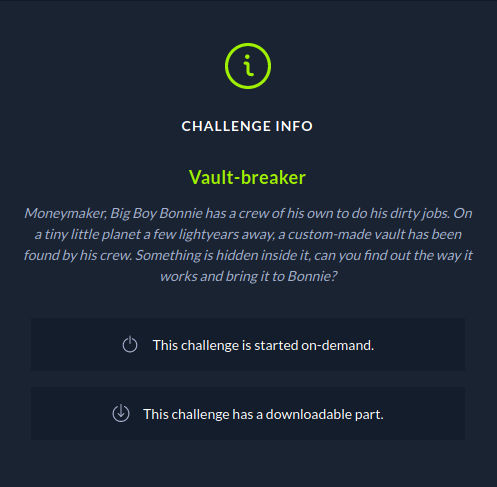 CHALLENGE INFO
Vault-breaker
Moneymaker, Big Boy Bonnie has a crew of his own to do his dirty jobs. On
a tiny little planet a few lightyears away, a custom-made vault has been
found by his crew. Something is hidden inside it, can you find out the way it
works and bring it to Bonnie?
This challenge is started on-demand.
This challenge has a downloadable part.